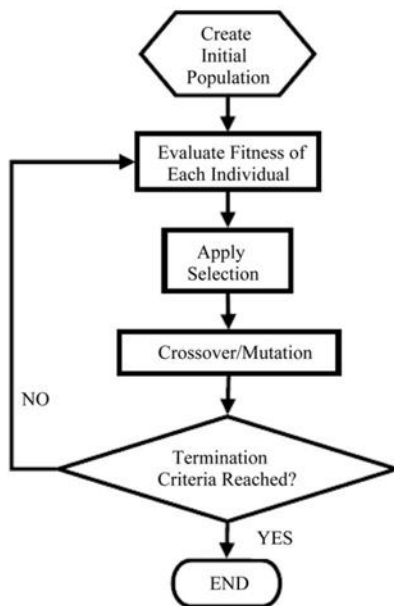 Create
Initial
Population
Evaluate Fitness of
Each Individual
Apply
Selection
Crossover/Mutation
NO
Termination
Criteria Reached?
YES
END